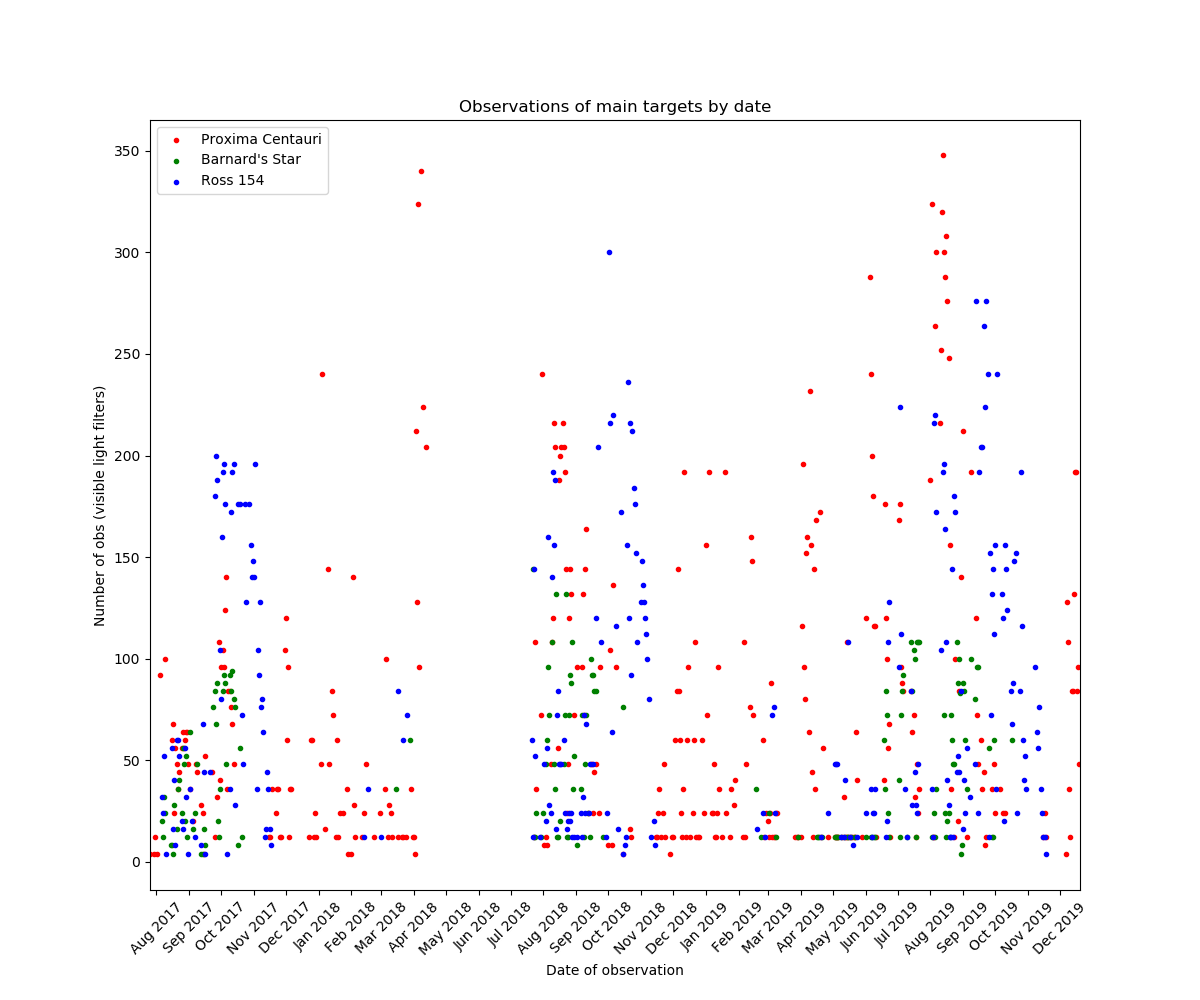 Observations of main targets by date
Proxima Centauri
Barnard's Star
Ross 154
Number of obs (visible light filters)
350
300
250
200
150
100
50
0
Aug 2017
Sep 2017
Oct 2017
Nov 2017
Dec 2017
Jan 2018
Feb 2018
Mar 2018
Apr 2018
May 2018
Jun 2018
Jul 2018
Aug 2018
Sep 2018
Oct 2018
Nov 2018
Dec 2018
Jan 2019
Feb 2019
Mar 2019
Apr 2019
May 2019
Jun 2019
Jul 2019
Aug 2019
Sep 2019
Oct 2019
Nov 2019
Dec 2019
Date of observation